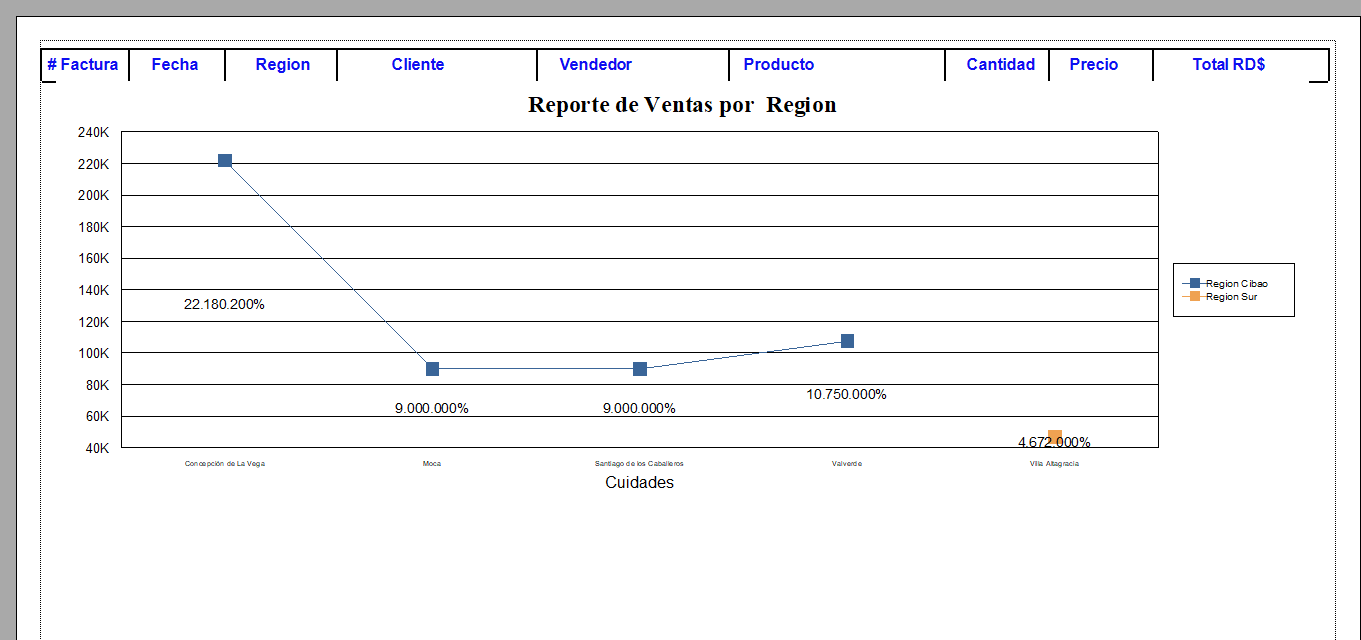 # Factura Fecha Region Cliente Vendedor Producto Cantidad Precio Total RD$
Reporte de Ventas por Region
240K
220K
200K
180K
160K
140K
120K
100K
80K
60K
40K
22.180.200%
9.000.000%
9.000.000%
10.750.000%
4.672.000%
Concepción de La Vega
Moca
Santiago de los Caballeros
Valverde
Villa Altagracia
Cuidades
Region Cibao
Region Sur